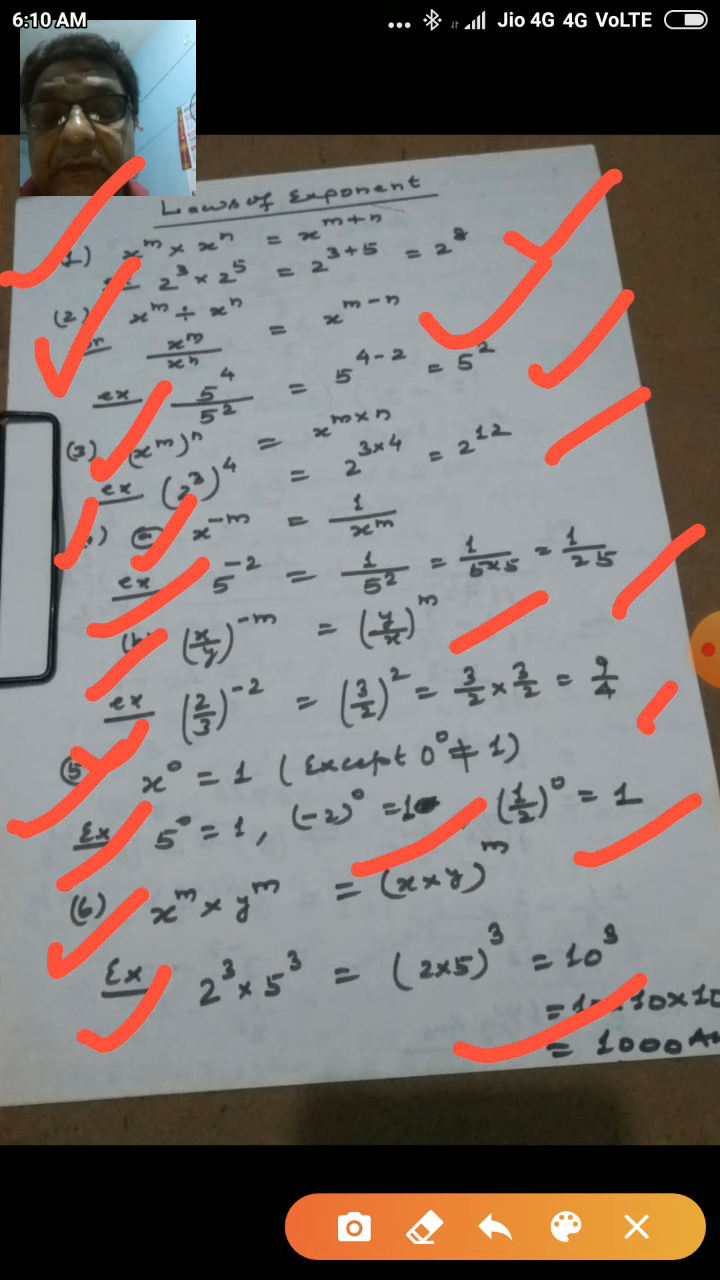 6:10 AM ... Jio 4G 4G VoLTE
Laws of Exponent
1) x^m × x^n = x^(m+n)
2^3 × 2^5 = 2^(3+5) = 2^8
(2) x^m ÷ x^n
or x^m/x^n = x^(m-n)
ex 5^4/5^2 = 5^(4-2) = 5^2
(3) (x^m)^n = x^(m×n)
ex (2^3)^4 = 2^(3×4) = 2^12
) x^-m = 1/x^m
ex 5^-2 = 1/5^2 = 1/5×5 = 1/25
(x/y)^-m = (y/x)^m
ex (2/3)^-2 = (3/2)^2 = 3/2 × 3/2 = 9/4
(5 x^0 = 1 (Except 0^0 ≠ 1)
Ex 5^0 = 1, (-2)^0 = 1, (1/2)^0 = 1
(6) x^m × y^m = (x×y)^m
Ex 2^3 × 5^3 = (2×5)^3 = 10^3
= 10×10×10
= 1000